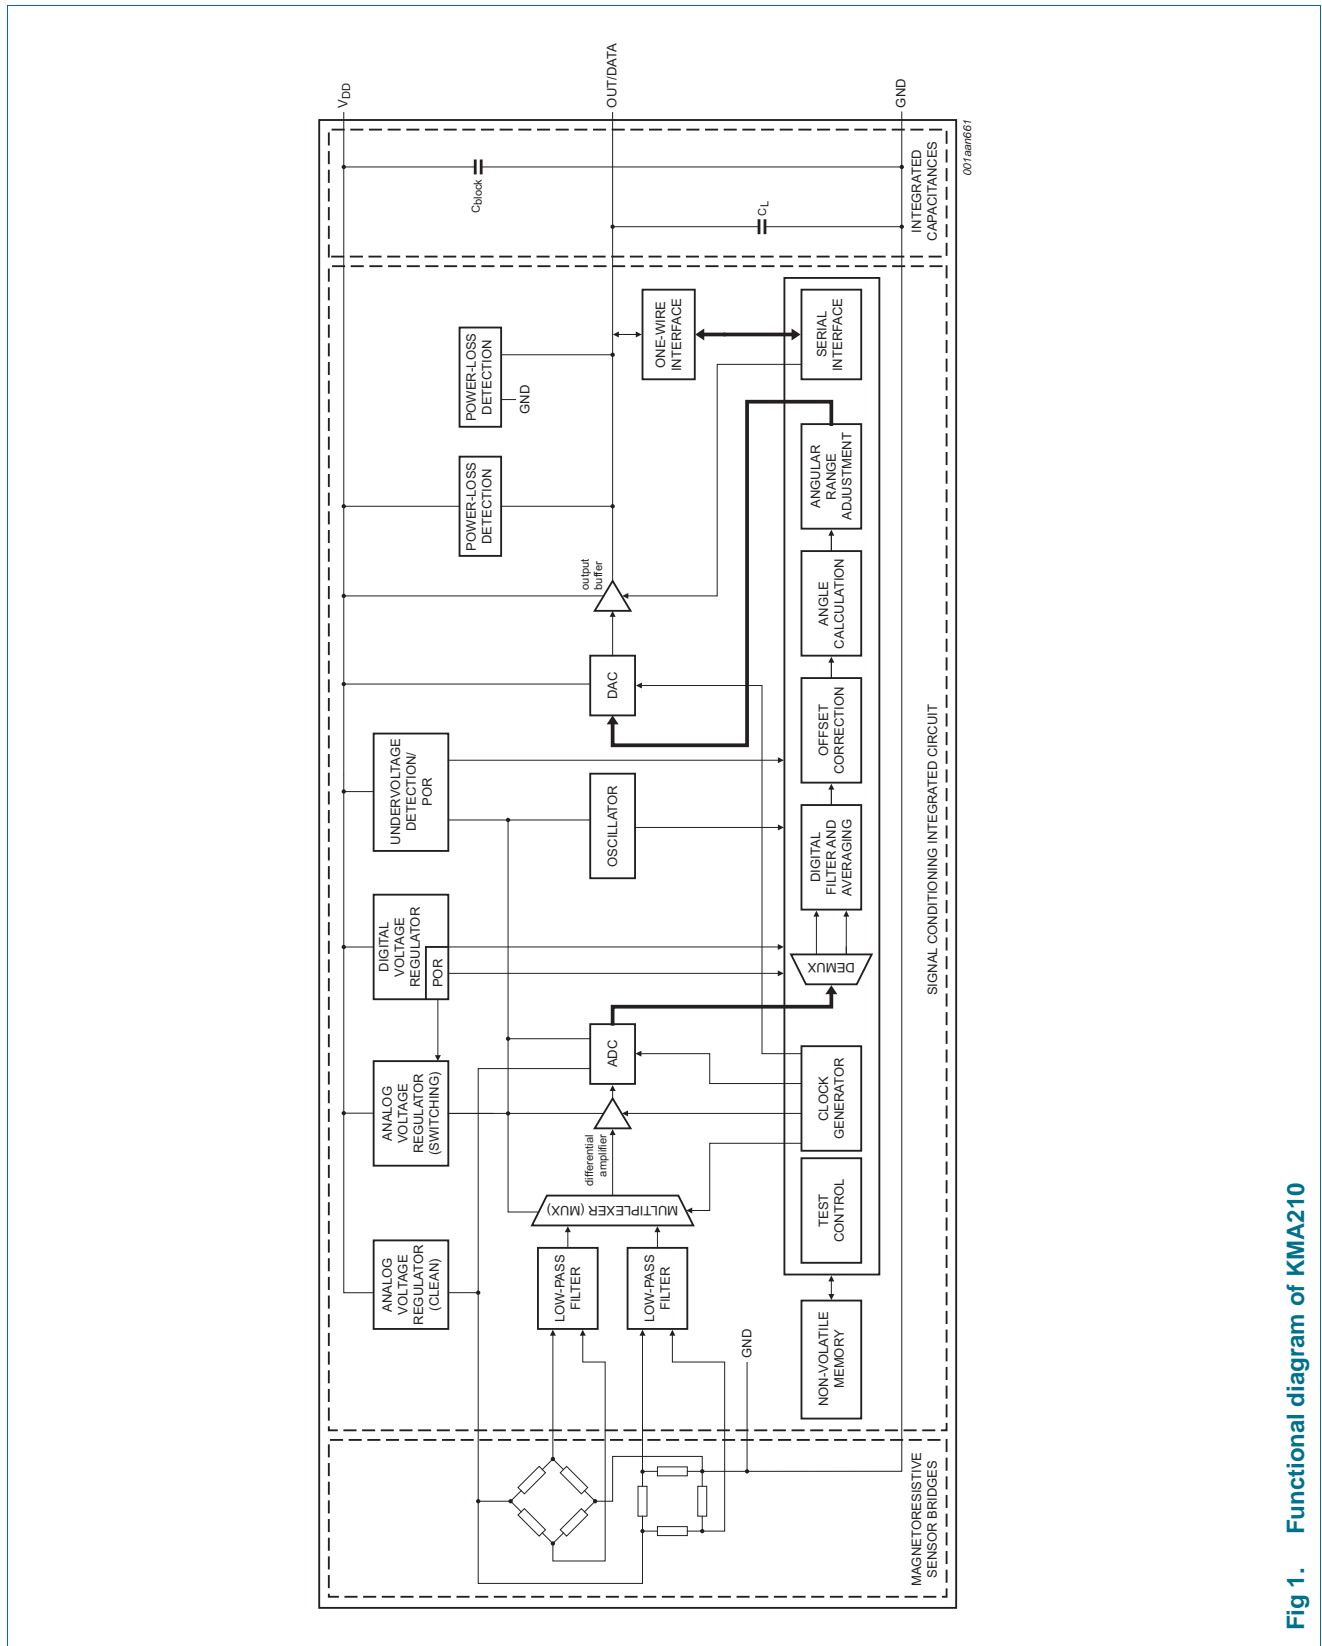 MAGNETORESISTIVE
SENSOR BRIDGES
SIGNAL CONDITIONING INTEGRATED CIRCUIT
INTEGRATED
CAPACITANCES
ANALOG
VOLTAGE
REGULATOR
(CLEAN)
ANALOG
VOLTAGE
REGULATOR
(SWITCHING)
DIGITAL
VOLTAGE
REGULATOR
POR
UNDERVOLTAGE
DETECTION/
POR
POWER-LOSS
DETECTION
POWER-LOSS
DETECTION
GND
VDD
Cblock
LOW-PASS
FILTER
LOW-PASS
FILTER
MULTIPLEXER (MUX)
differential
amplifier
ADC
OSCILLATOR
DAC
output
buffer
OUT/DATA
ONE-WIRE
INTERFACE
CL
GND
NON-VOLATILE
MEMORY
TEST
CONTROL
CLOCK
GENERATOR
DEMUX
DIGITAL
FILTER AND
AVERAGING
OFFSET
CORRECTION
ANGLE
CALCULATION
ANGULAR
RANGE
ADJUSTMENT
SERIAL
INTERFACE
GND
001aan661
Fig 1. Functional diagram of KMA210